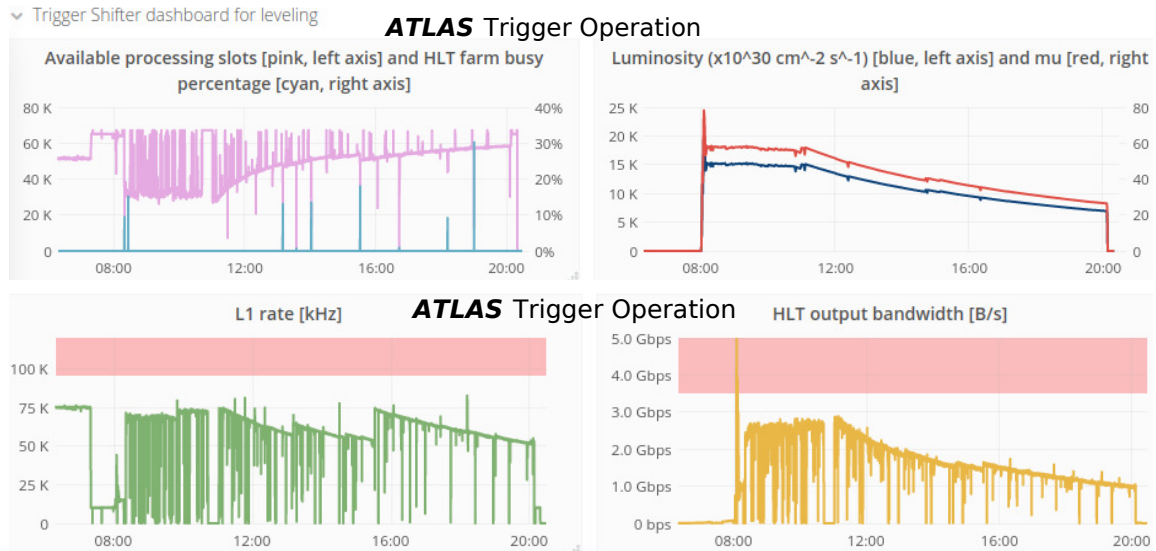 Trigger Shifter dashboard for leveling
ATLAS Trigger Operation
Available processing slots [pink, left axis] and HLT farm busy
percentage [cyan, right axis]
80 K
60 K
40 K
20 K
0
40%
30%
20%
10%
0%
08:00 12:00 16:00 20:00
Luminosity (x10^30 cm^-2 s^-1) [blue, left axis] and mu [red, right
axis]
25 K
20 K
15 K
10 K
5 K
0
80
60
40
20
0
08:00 12:00 16:00 20:00
ATLAS Trigger Operation
L1 rate [kHz]
100 K
75 K
50 K
25 K
0
08:00 12:00 16:00 20:00
HLT output bandwidth [B/s]
5.0 Gbps
4.0 Gbps
3.0 Gbps
2.0 Gbps
1.0 Gbps
0 bps
08:00 12:00 16:00 20:00